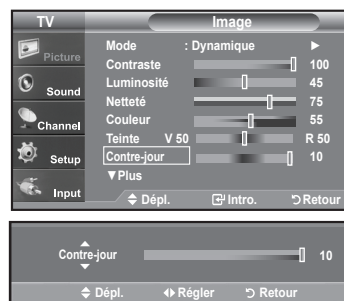 TV Image
Picture
Sound
Channel
Setup
Input
Mode : Dynamique ►
Contraste 100
Luminosité 45
Netteté 75
Couleur 55
Teinte V 50 R 50
Contre-jour 10
▼Plus
Dépl. Intro. Retour
Contre-jour 10
Dépl. Régler Retour